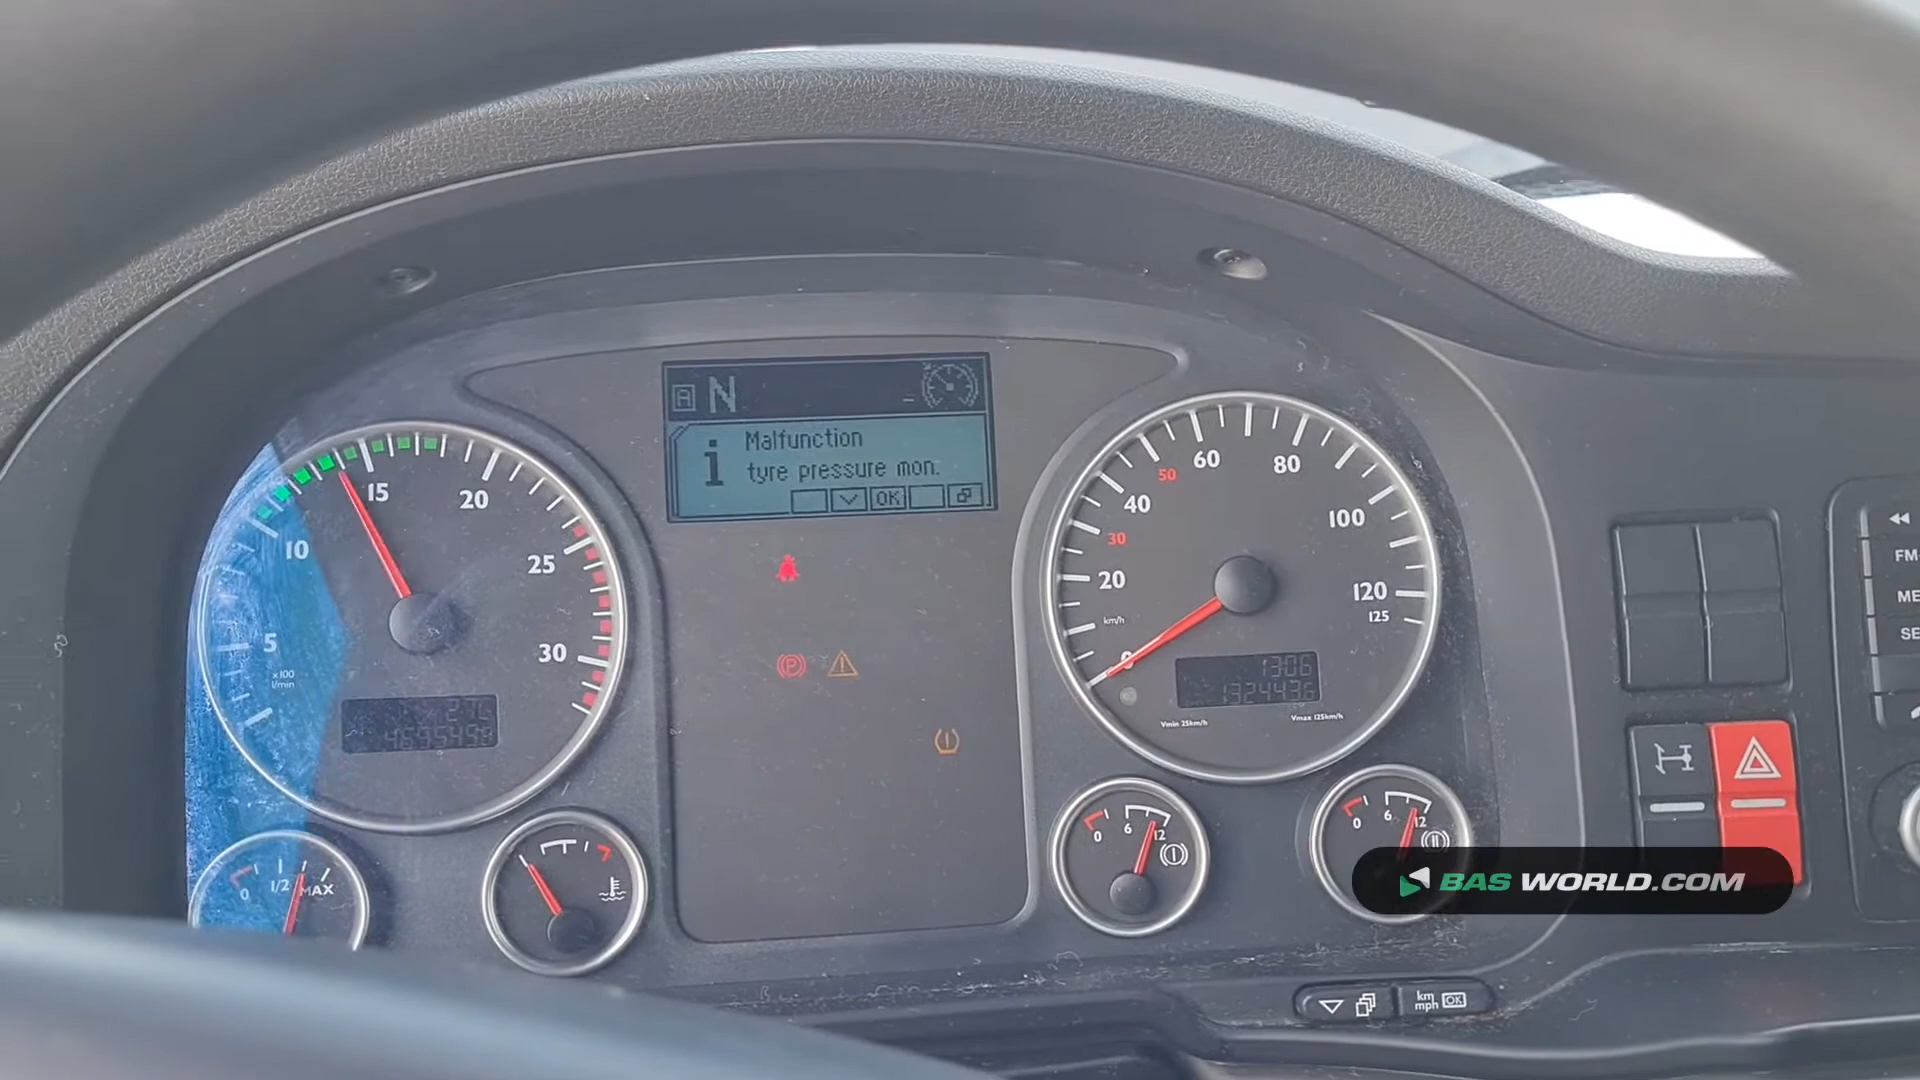 A N
Malfunction
i tyre pressure mon.
OK
5 10 15 20 25 30
x100
l/min
20 30 40 50 60 80 100 120 125
km/h
0
1306
1324436
Vmin 25km/h Vmax 125km/h
P
0 1/2 MAX
0 6 12
0 6 12
FM
ME
SE
BAS WORLD.COM
km
mph OK